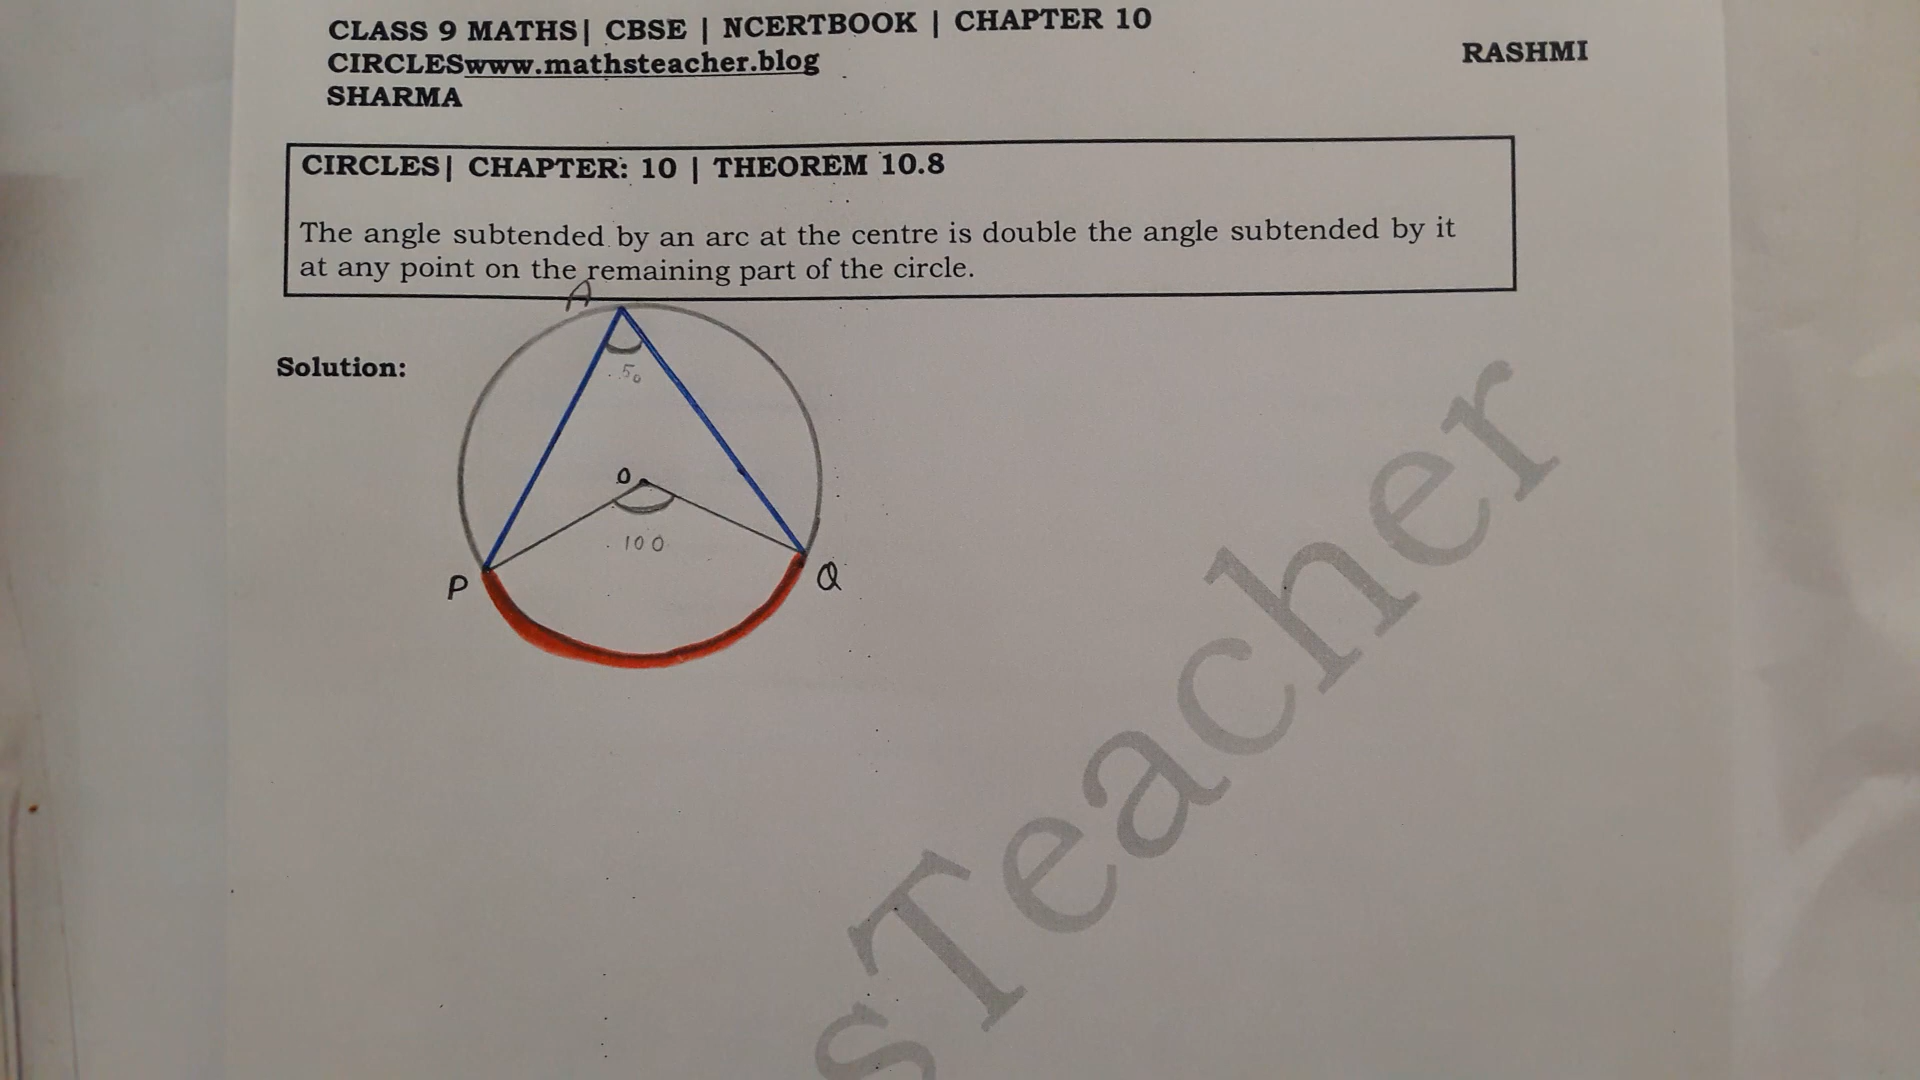 CLASS 9 MATHS| CBSE | NCERTBOOK | CHAPTER 10
CIRCLESwww.mathsteacher.blog
RASHMI
SHARMA
CIRCLES| CHAPTER: 10 | THEOREM 10.8
The angle subtended by an arc at the centre is double the angle subtended by it
at any point on the remaining part of the circle.
A
Solution:
50
O
100
P
Q
sTeacher